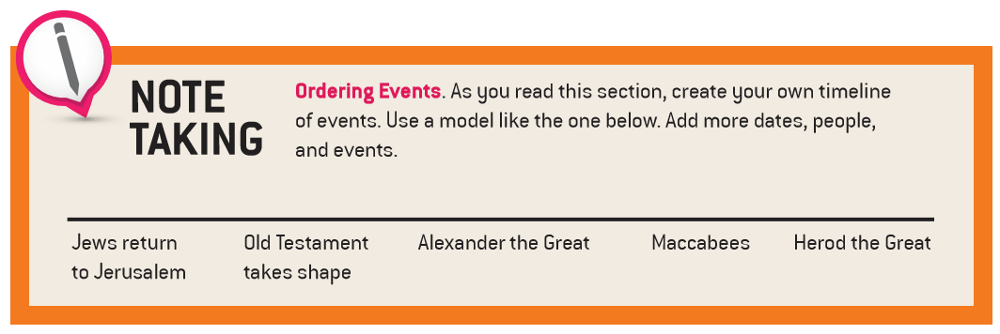 NOTE
TAKING
Ordering Events. As you read this section, create your own timeline
of events. Use a model like the one below. Add more dates, people,
and events.
Jews return
to Jerusalem
Old Testament
takes shape
Alexander the Great
Maccabees
Herod the Great